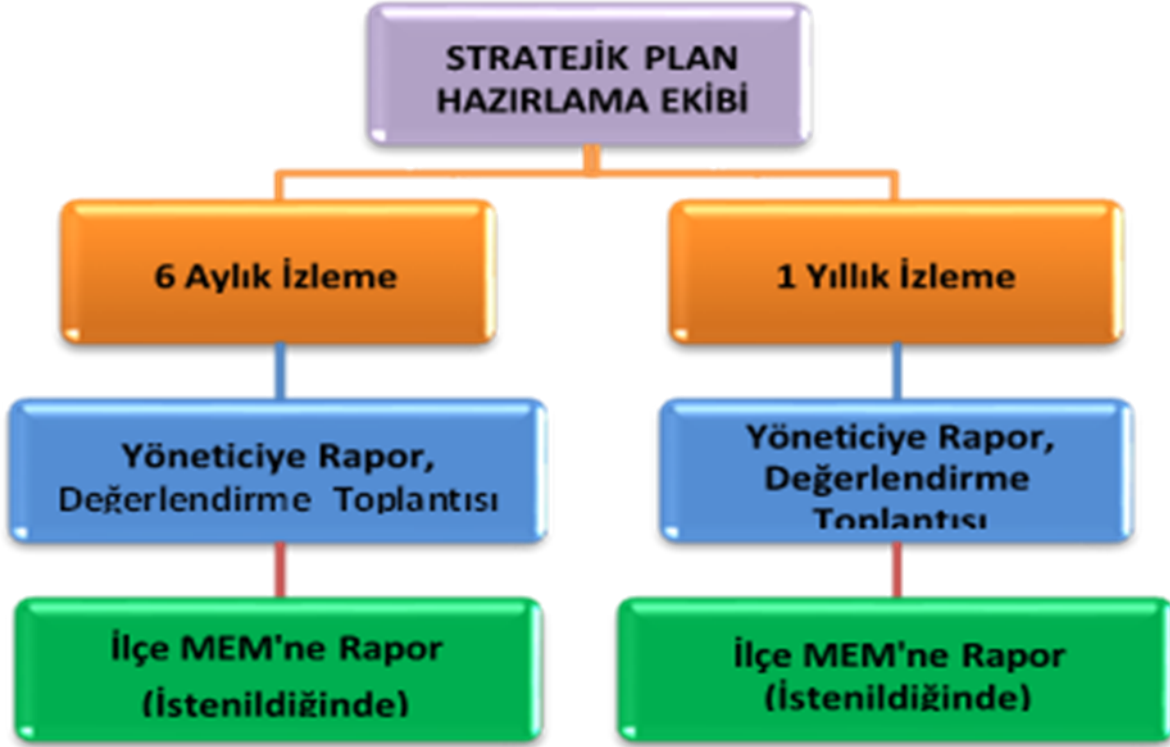 STRATEJİK PLAN
HAZIRLAMA EKİBİ
6 Aylık İzleme
1 Yıllık İzleme
Yöneticiye Rapor,
Değerlendirme Toplantısı
Yöneticiye Rapor,
Değerlendirme
Toplantısı
İlçe MEM'ne Rapor
(İstenildiğinde)
İlçe MEM'ne Rapor
(İstenildiğinde)